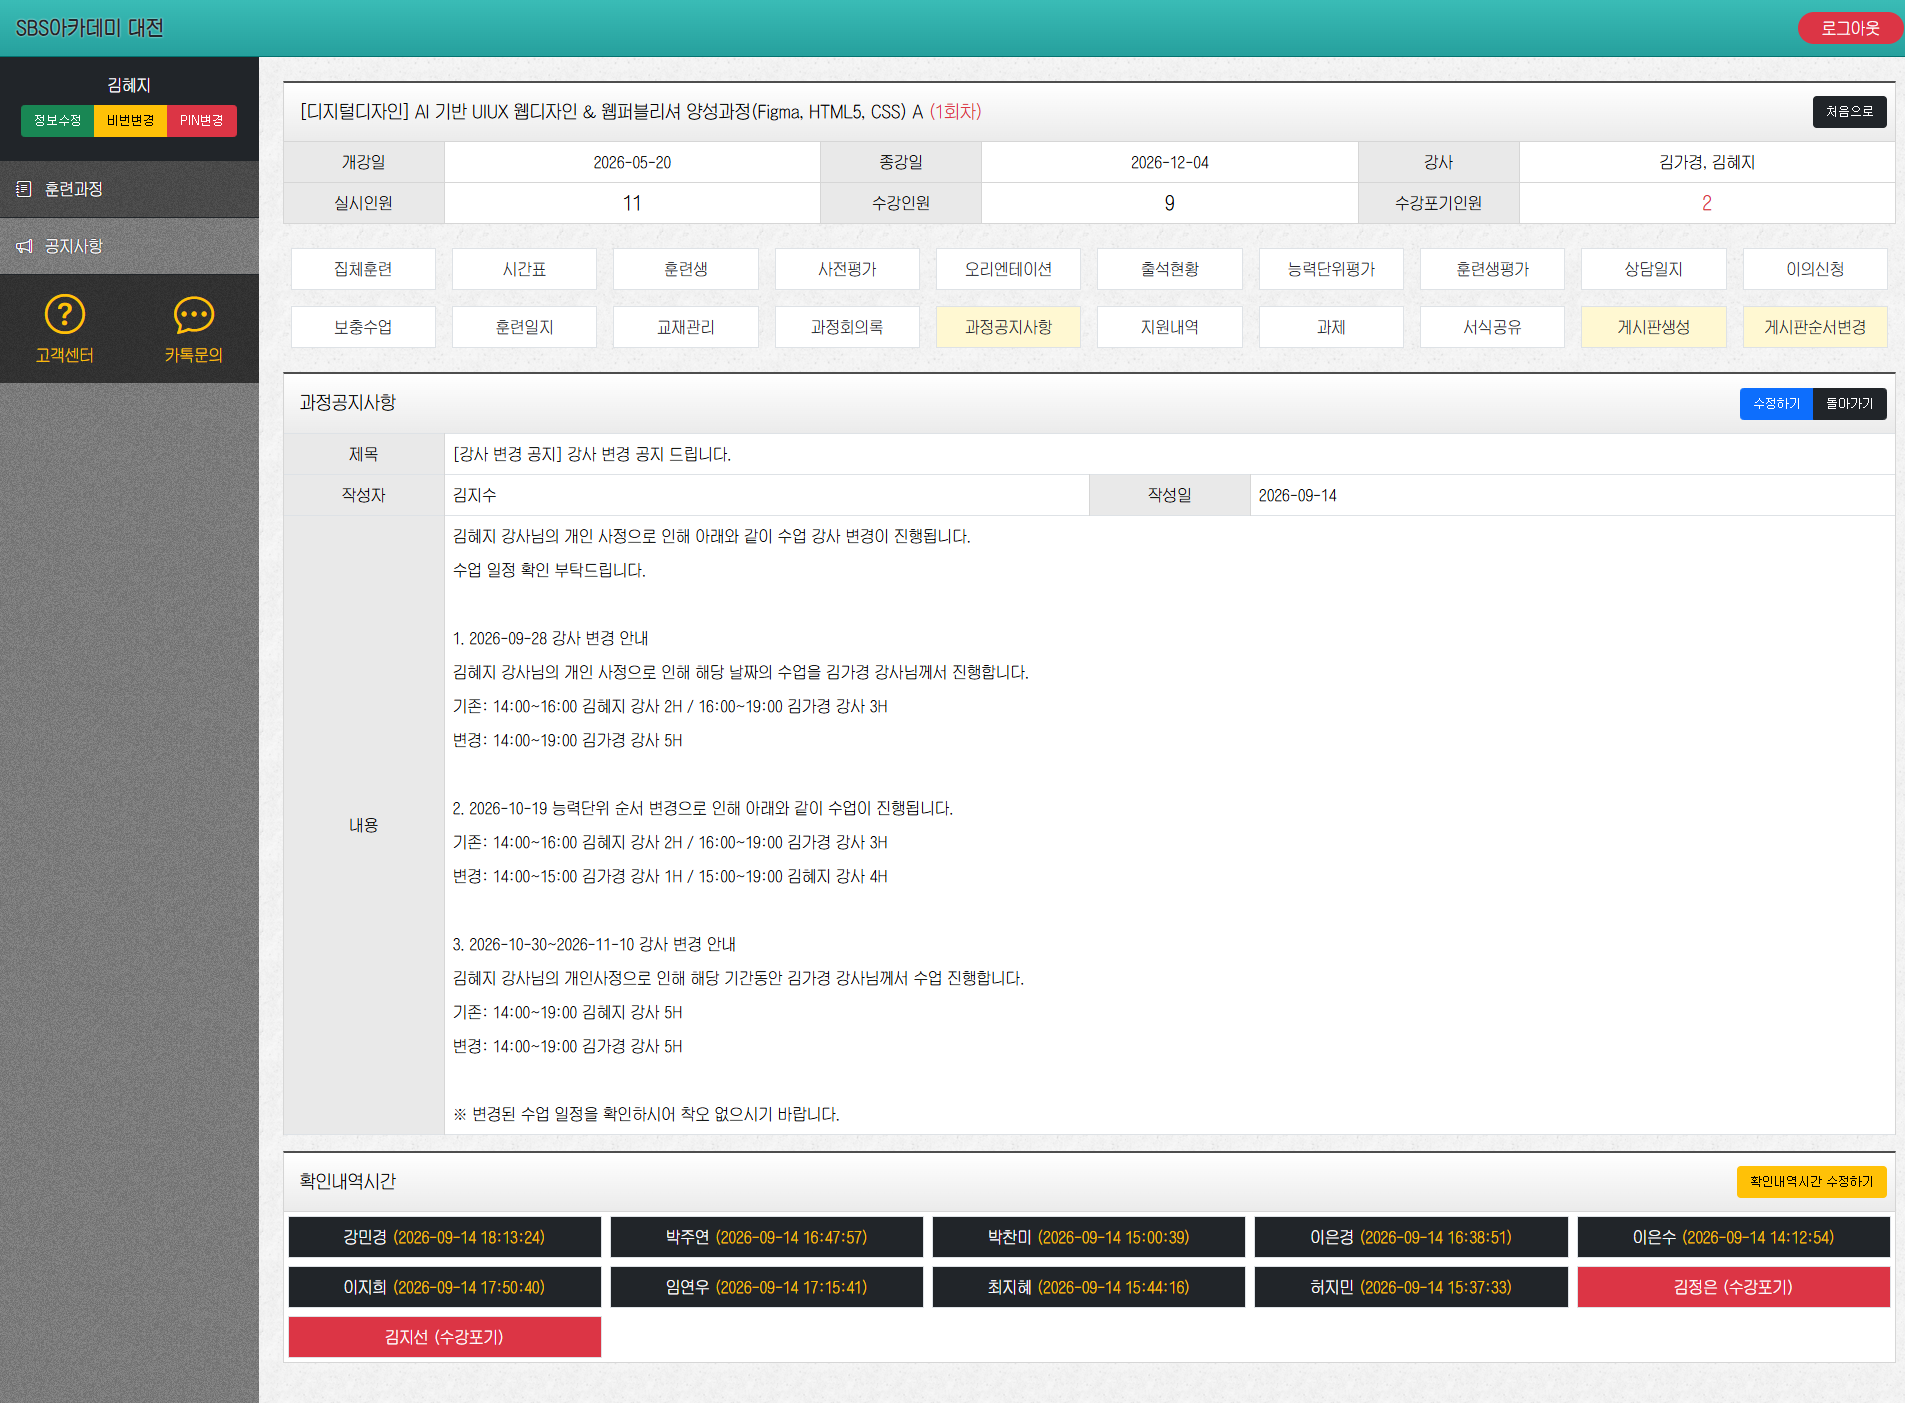 SBS아카데미 대전
로그아웃
김혜지
정보수정 비번변경 PIN변경
훈련과정
공지사항
고객센터 카톡문의
[디지털디자인] AI 기반 UIUX 웹디자인 & 웹퍼블리셔 양성과정(Figma, HTML5, CSS) A (1회차)
처음으로
개강일 2026-05-20 종강일 2026-12-04 강사 김가경, 김혜지
실시인원 11 수강인원 9 수강포기인원 2
집체훈련 시간표 훈련생 사전평가 오리엔테이션 출석현황 능력단위평가 훈련생평가 상담일지 이의신청
보충수업 훈련일지 교재관리 과정회의록 과정공지사항 지원내역 과제 서식공유 게시판생성 게시판순서변경
과정공지사항
수정하기 돌아가기
제목 [강사 변경 공지] 강사 변경 공지 드립니다.
작성자 김지수 작성일 2026-09-14
내용
김혜지 강사님의 개인 사정으로 인해 아래와 같이 수업 강사 변경이 진행됩니다.
수업 일정 확인 부탁드립니다.
1. 2026-09-28 강사 변경 안내
김혜지 강사님의 개인 사정으로 인해 해당 날짜의 수업을 김가경 강사님께서 진행합니다.
기존: 14:00~16:00 김혜지 강사 2H / 16:00~19:00 김가경 강사 3H
변경: 14:00~19:00 김가경 강사 5H
2. 2026-10-19 능력단위 순서 변경으로 인해 아래와 같이 수업이 진행됩니다.
기존: 14:00~16:00 김혜지 강사 2H / 16:00~19:00 김가경 강사 3H
변경: 14:00~15:00 김가경 강사 1H / 15:00~19:00 김혜지 강사 4H
3. 2026-10-30~2026-11-10 강사 변경 안내
김혜지 강사님의 개인사정으로 인해 해당 기간동안 김가경 강사님께서 수업 진행합니다.
기존: 14:00~19:00 김혜지 강사 5H
변경: 14:00~19:00 김가경 강사 5H
※ 변경된 수업 일정을 확인하시어 착오 없으시기 바랍니다.
확인내역시간
확인내역시간 수정하기
강민경 (2026-09-14 18:13:24) 박주연 (2026-09-14 16:47:57) 박찬미 (2026-09-14 15:00:39) 이은경 (2026-09-14 16:38:51) 이은수 (2026-09-14 14:12:54)
이지희 (2026-09-14 17:50:40) 임연우 (2026-09-14 17:15:41) 최지혜 (2026-09-14 15:44:16) 허지민 (2026-09-14 15:37:33) 김정은 (수강포기)
김지선 (수강포기)